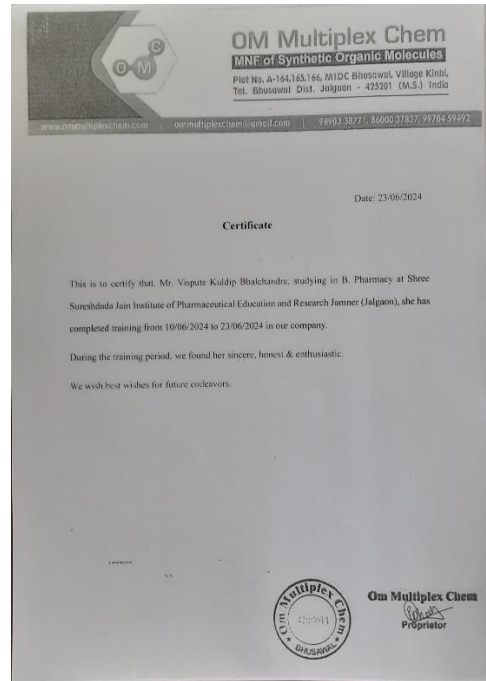 O M C
OM Multiplex Chem
MNF of Synthetic Organic Molecules
Plot No. A-164,165,166, MIDC Bhusawal, Village Kinhi,
Tel. Bhusawal Dist. Jalgaon - 425201 (M.S.) India
www.ommultiplexchem.com | ommultiplexchem@gmail.com | 98903 38771, 86000 37837, 99704 59492
Date: 23/06/2024
Certificate
This is to certify that. Mr. Vispute Kuldip Bhalchandra, studying in B. Pharmacy at Shree
Sureshdada Jain Institute of Pharmaceutical Education and Research Jamner (Jalgaon), she has
completed training from 10/06/2024 to 23/06/2024 in our company.
During the training period, we found her sincere, honest & enthusiastic.
We wish best wishes for future endeavors.
Om Multiplex Chem
425201
BHUSAWAL
Om Multiplex Chem
Proprietor